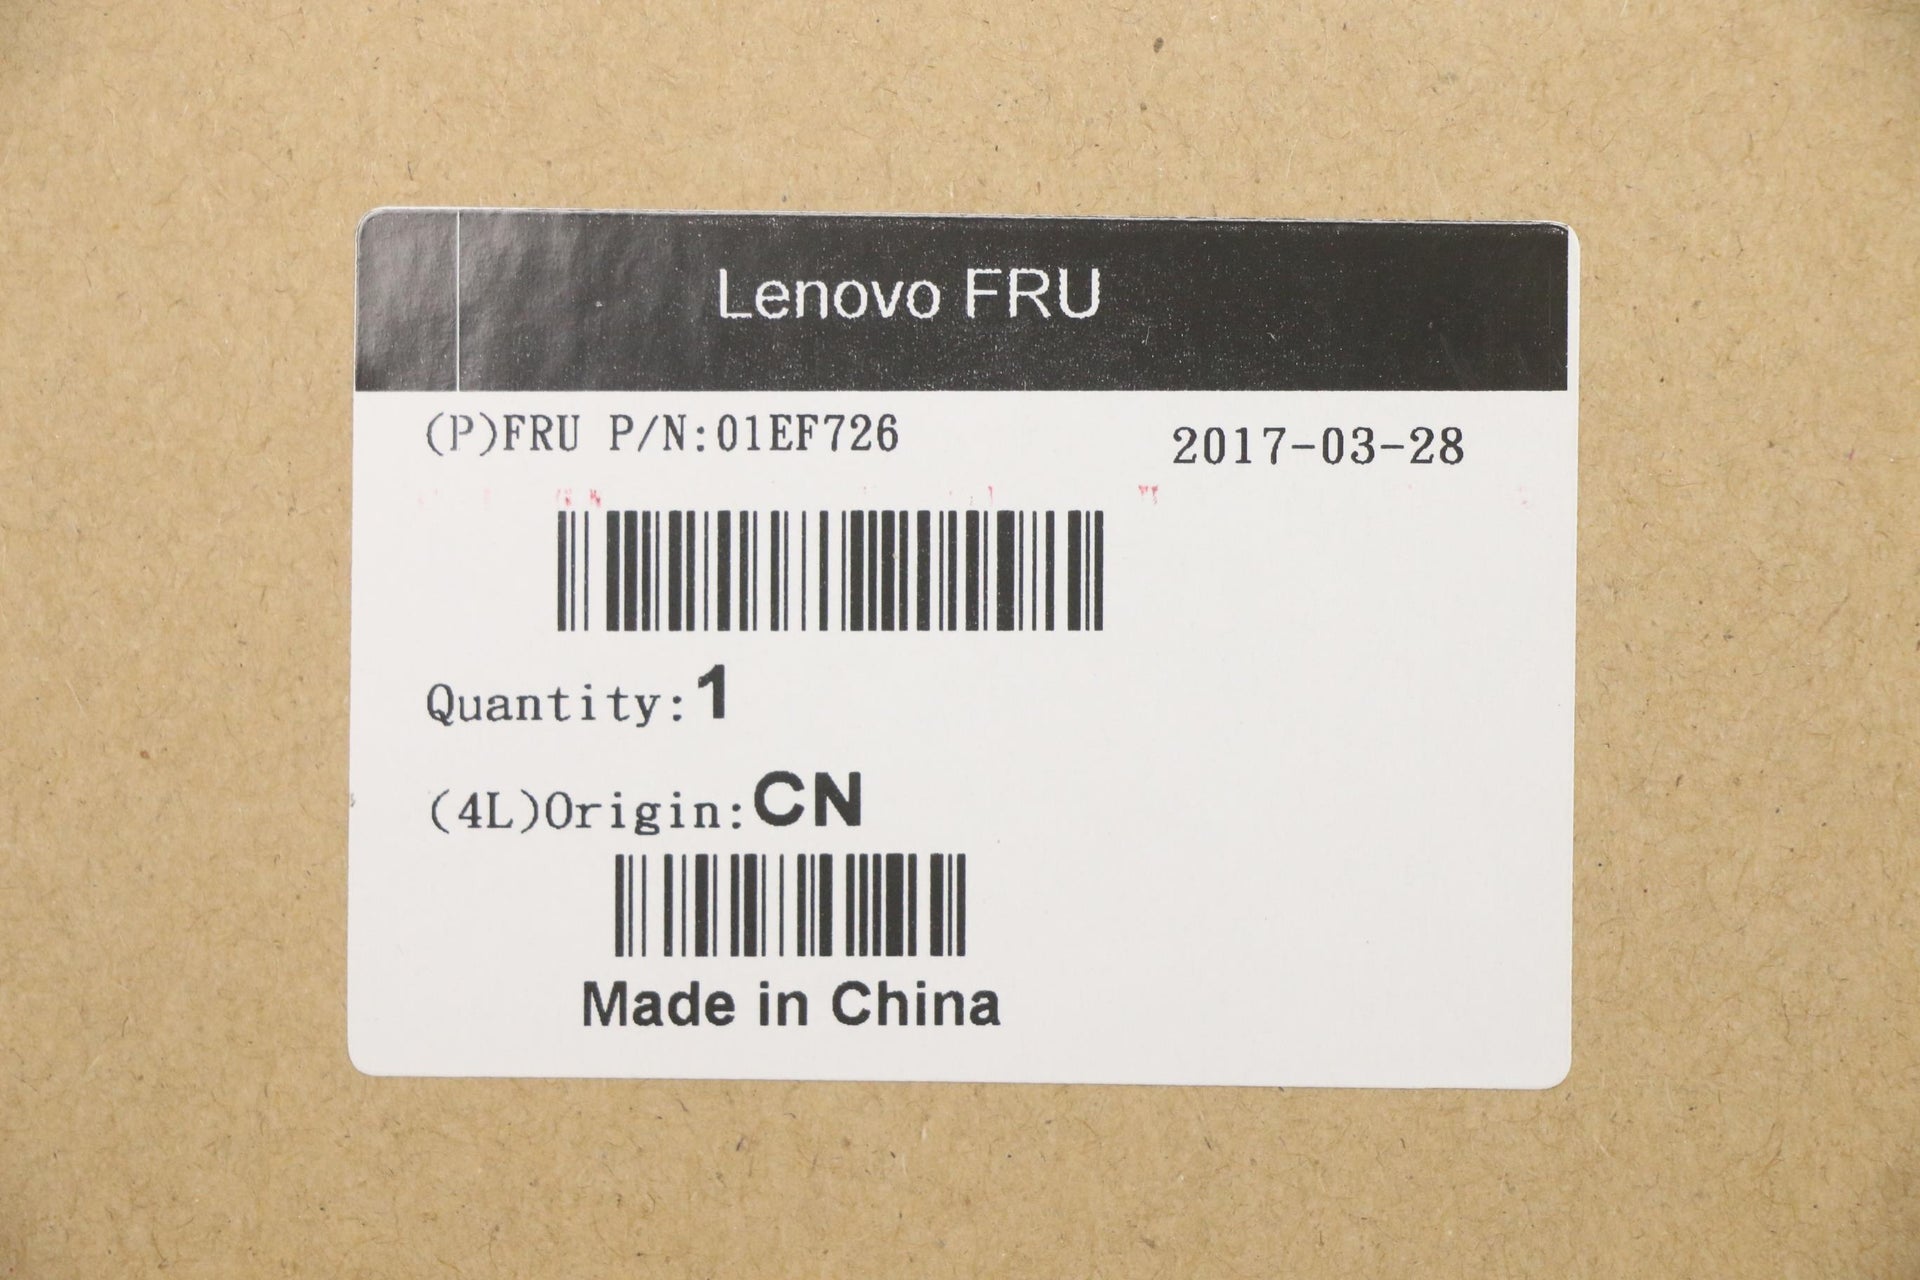 Lenovo FRU
(P)FRU P/N:01EF726
2017-03-28
Quantity:1
(4L)Origin:CN
Made in China